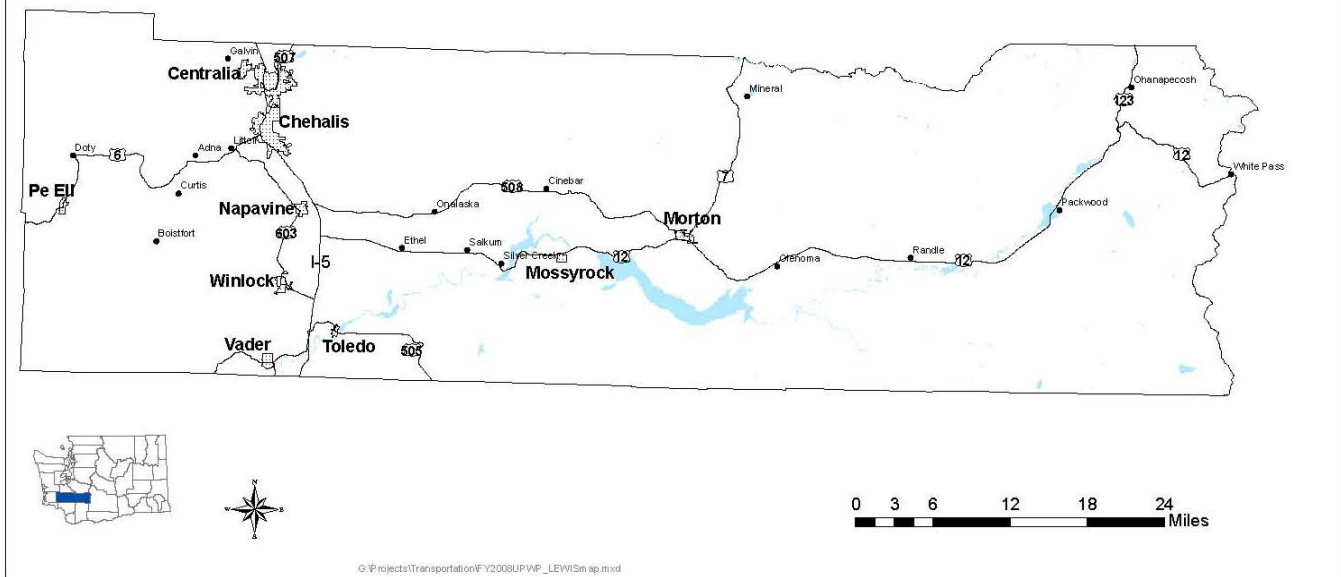 Galvin
507
Centralia
Mineral
Ohanapecosh
123
Chehalis
Littell
Doty
6
Adna
12
White Pass
Pe Ell
Curtis
508
Cinebar
7
Napavine
Onalaska
Morton
Packwood
603
Boistfort
Ethel
Salkum
I-5
Silver Creek
12
Glenoma
Randle
12
Mossyrock
Winlock
Vader
Toledo
505
N
W
S
0 3 6 12 18 24
Miles
G:\Projects\Transportation\FY2008UPWP_LEWISmap.mxd